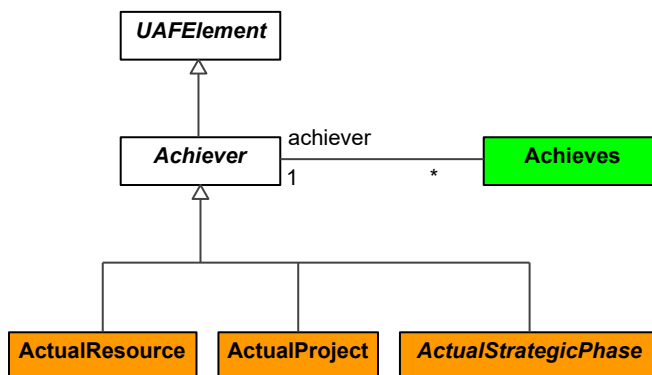 UAFElement
achiever
Achiever
Achieves
1
*
ActualResource
ActualProject
ActualStrategicPhase